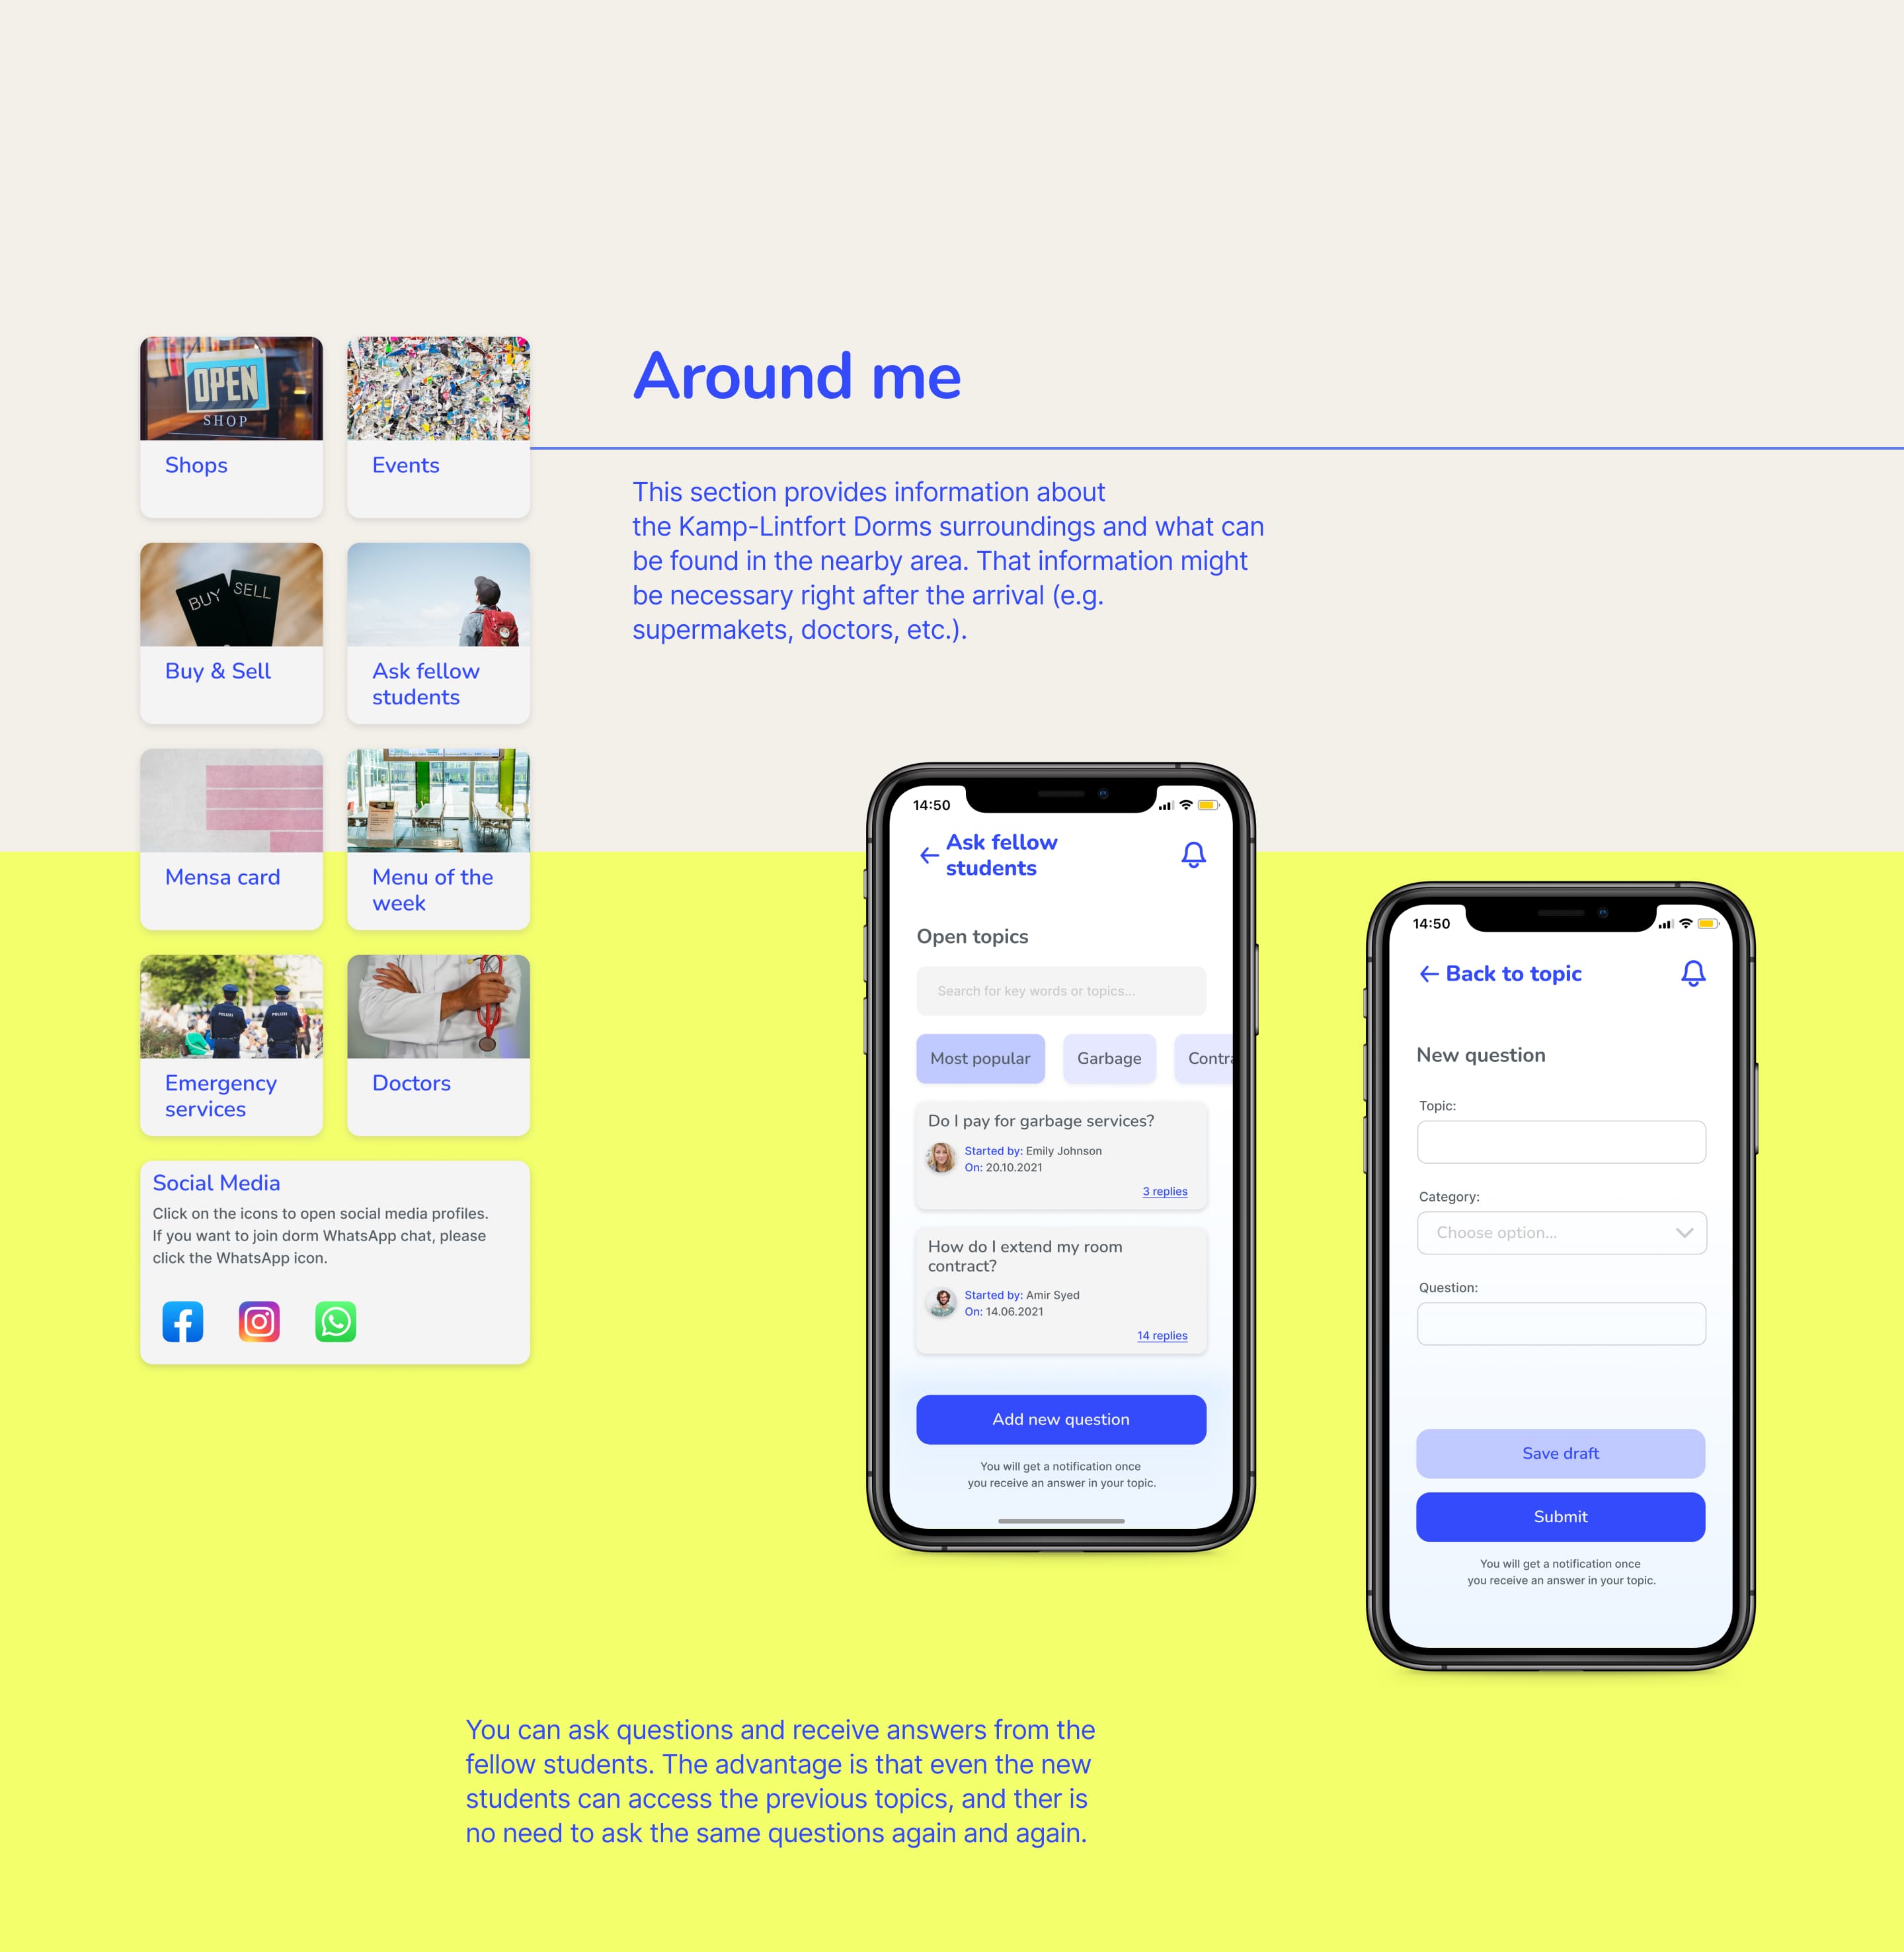 OPEN
SHOP
Shops
Events
BUY SELL
Buy & Sell
Ask fellow
students
Mensa card
Menu of the
week
POLIZEI POLIZEI
Emergency
services
Doctors
Social Media
Click on the icons to open social media profiles.
If you want to join dorm WhatsApp chat, please
click the WhatsApp icon.
Around me
This section provides information about
the Kamp-Lintfort Dorms surroundings and what can
be found in the nearby area. That information might
be necessary right after the arrival (e.g.
supermakets, doctors, etc.).
14:50
Ask fellow
students
Open topics
Search for key words or topics...
Most popular Garbage Contra
Do I pay for garbage services?
Started by: Emily Johnson
On: 20.10.2021
3 replies
How do I extend my room
contract?
Started by: Amir Syed
On: 14.06.2021
14 replies
Add new question
You will get a notification once
you receive an answer in your topic.
14:50
Back to topic
New question
Topic:
Category:
Choose option...
Question:
Save draft
Submit
You will get a notification once
you receive an answer in your topic.
You can ask questions and receive answers from the
fellow students. The advantage is that even the new
students can access the previous topics, and ther is
no need to ask the same questions again and again.